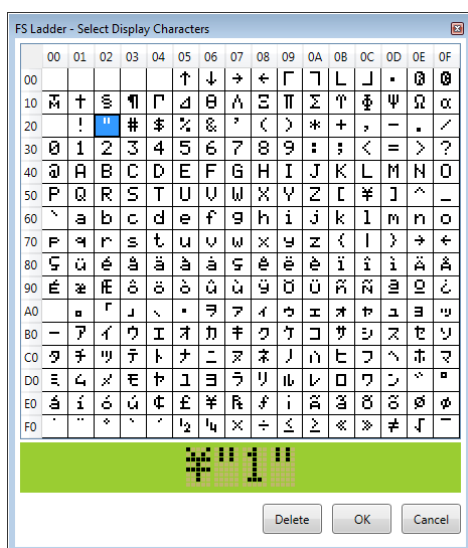 FS Ladder - Select Display Characters
00 01 02 03 04 05 06 07 08 09 0A 0B 0C 0D 0E 0F
00 ↑ ↓ → ← Γ ㄱ L 」 ·
10 † § ¶ Γ ⊿ Θ Λ Ξ Π Σ ϒ Φ Ψ Ω α
20 ! " # $ % & ' ( ) * + , - . /
30 0 1 2 3 4 5 6 7 8 9 : ; < = > ?
40 @ A B C D E F G H I J K L M N O
50 P Q R S T U V W X Y Z [ ¥ ] ^ _
60 ` a b c d e f g h i j k l m n o
70 p q r s t u v w x y z { | } → ←
80 Ç ü é å ä à ȧ ç ê ë è ï î ì Ä Å
90 É æ Æ ô ö ò û ù ÿ Ö Ü ñ Ñ ª º ¿
A0 。 「 」 、 ・ ヲ ァ ィ ゥ ェ ォ ャ ュ ョ ッ
B0 ー ア イ ウ エ オ カ キ ク ケ コ サ シ ス セ ソ
C0 タ チ ツ テ ト ナ ニ ヌ ネ ノ ハ ヒ フ ヘ ホ マ
D0 ミ ム メ モ ヤ ユ ヨ ラ リ ル レ ロ ワ ン ゛ ゜
E0 á í ó ú ¢ £ ¥ ₧ ƒ ¡ Ã ã Õ õ Ø ø
F0 ˙ ¨ ° ` ´ ½ ¼ × ÷ ≤ ≥ « » ≠ √ ¯
¥"1"
Delete OK Cancel